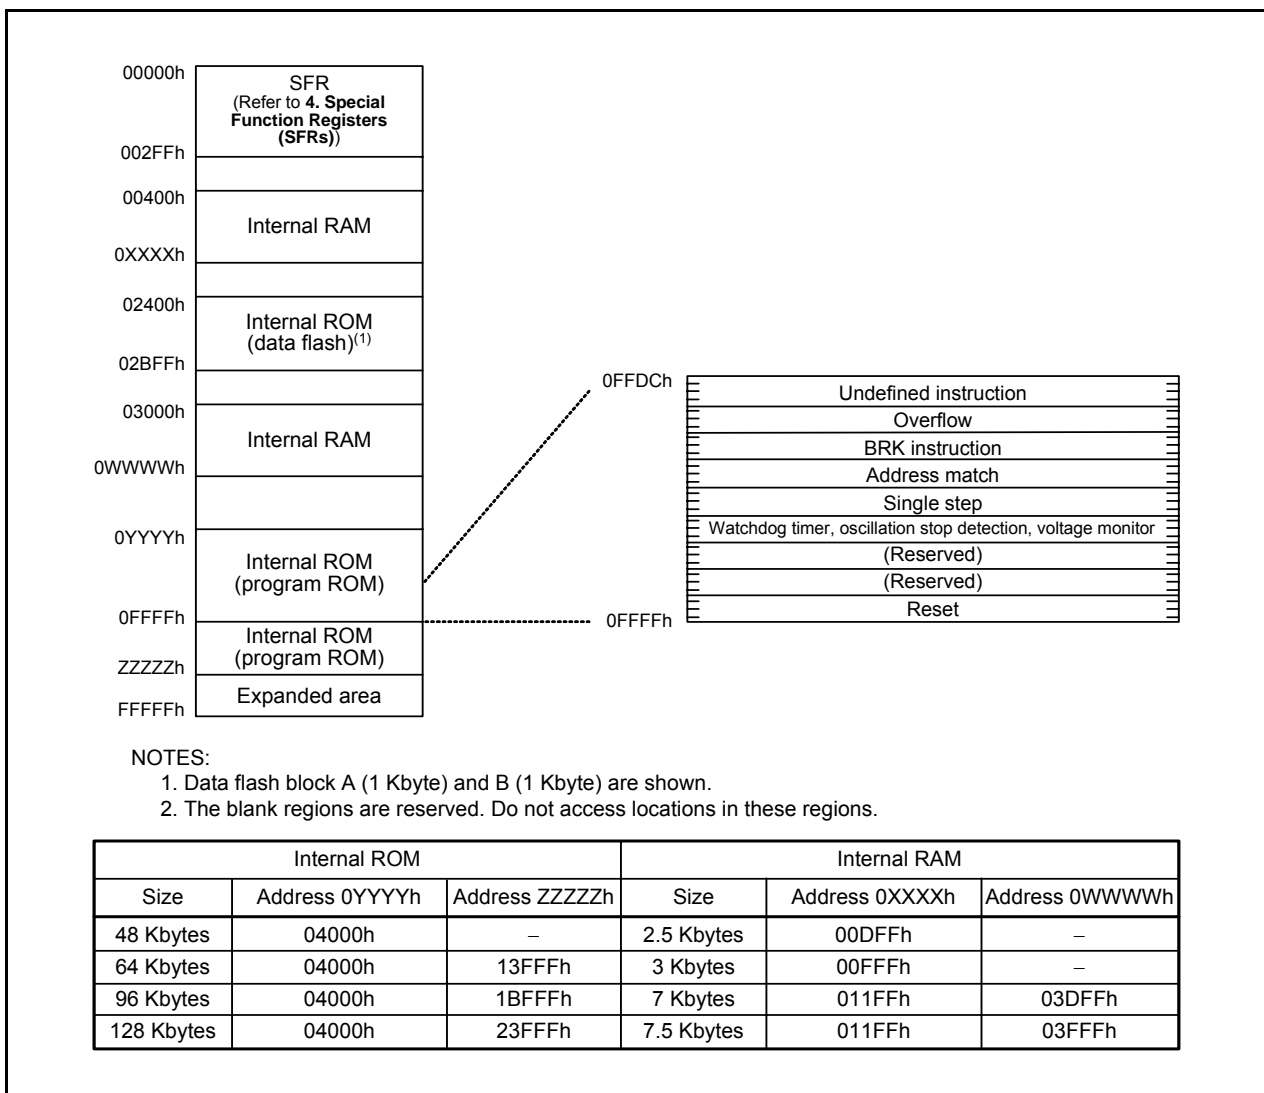 00000h
SFR
(Refer to 4. Special
Function Registers
(SFRs))
002FFh
00400h
Internal RAM
0XXXXh
02400h
Internal ROM
(data flash)(1)
02BFFh
03000h
Internal RAM
0WWWWh
0YYYYh
Internal ROM
(program ROM)
0FFFFh
Internal ROM
(program ROM)
ZZZZZh
Expanded area
FFFFFh
0FFDCh
Undefined instruction
Overflow
BRK instruction
Address match
Single step
Watchdog timer, oscillation stop detection, voltage monitor
(Reserved)
(Reserved)
Reset
0FFFFh
NOTES:
1. Data flash block A (1 Kbyte) and B (1 Kbyte) are shown.
2. The blank regions are reserved. Do not access locations in these regions.
Internal ROM Internal RAM
Size Address 0YYYYh Address ZZZZZh Size Address 0XXXXh Address 0WWWWh
48 Kbytes 04000h – 2.5 Kbytes 00DFFh –
64 Kbytes 04000h 13FFFh 3 Kbytes 00FFFh –
96 Kbytes 04000h 1BFFFh 7 Kbytes 011FFh 03DFFh
128 Kbytes 04000h 23FFFh 7.5 Kbytes 011FFh 03FFFh